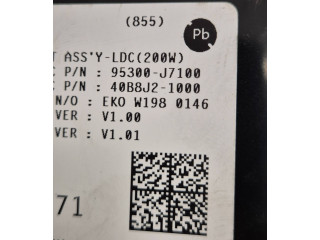 (855)
Pb
T ASS'Y-LDC(200W)
C P/N : 95300-J7100
C P/N : 40B8J2-1000
N/O : EKO W198 0146
VER : V1.00
VER : V1.01
71